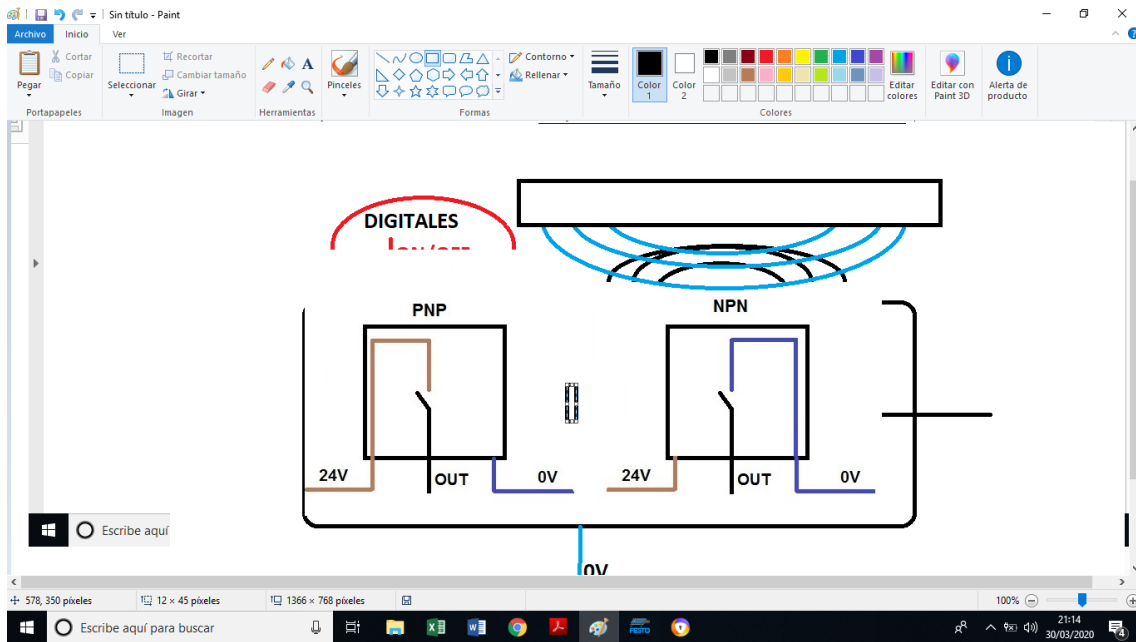 Sin título - Paint
Archivo Inicio Ver
Pegar
Cortar
Copiar
Portapapeles
Seleccionar
Recortar
Cambiar tamaño
Girar
Imagen
A
Herramientas
Pinceles
Contorno
Rellenar
Formas
Tamaño
Color 1
Color 2
Editar colores
Colores
Editar con Paint 3D
Alerta de producto
DIGITALES
PNP
NPN
24V
OUT
0V
24V
OUT
0V
Escribe aquí
0V
578, 350 píxeles
12 × 45 píxeles
1366 × 768 píxeles
100%
Escribe aquí para buscar
FESTO
21:14
30/03/2020
4